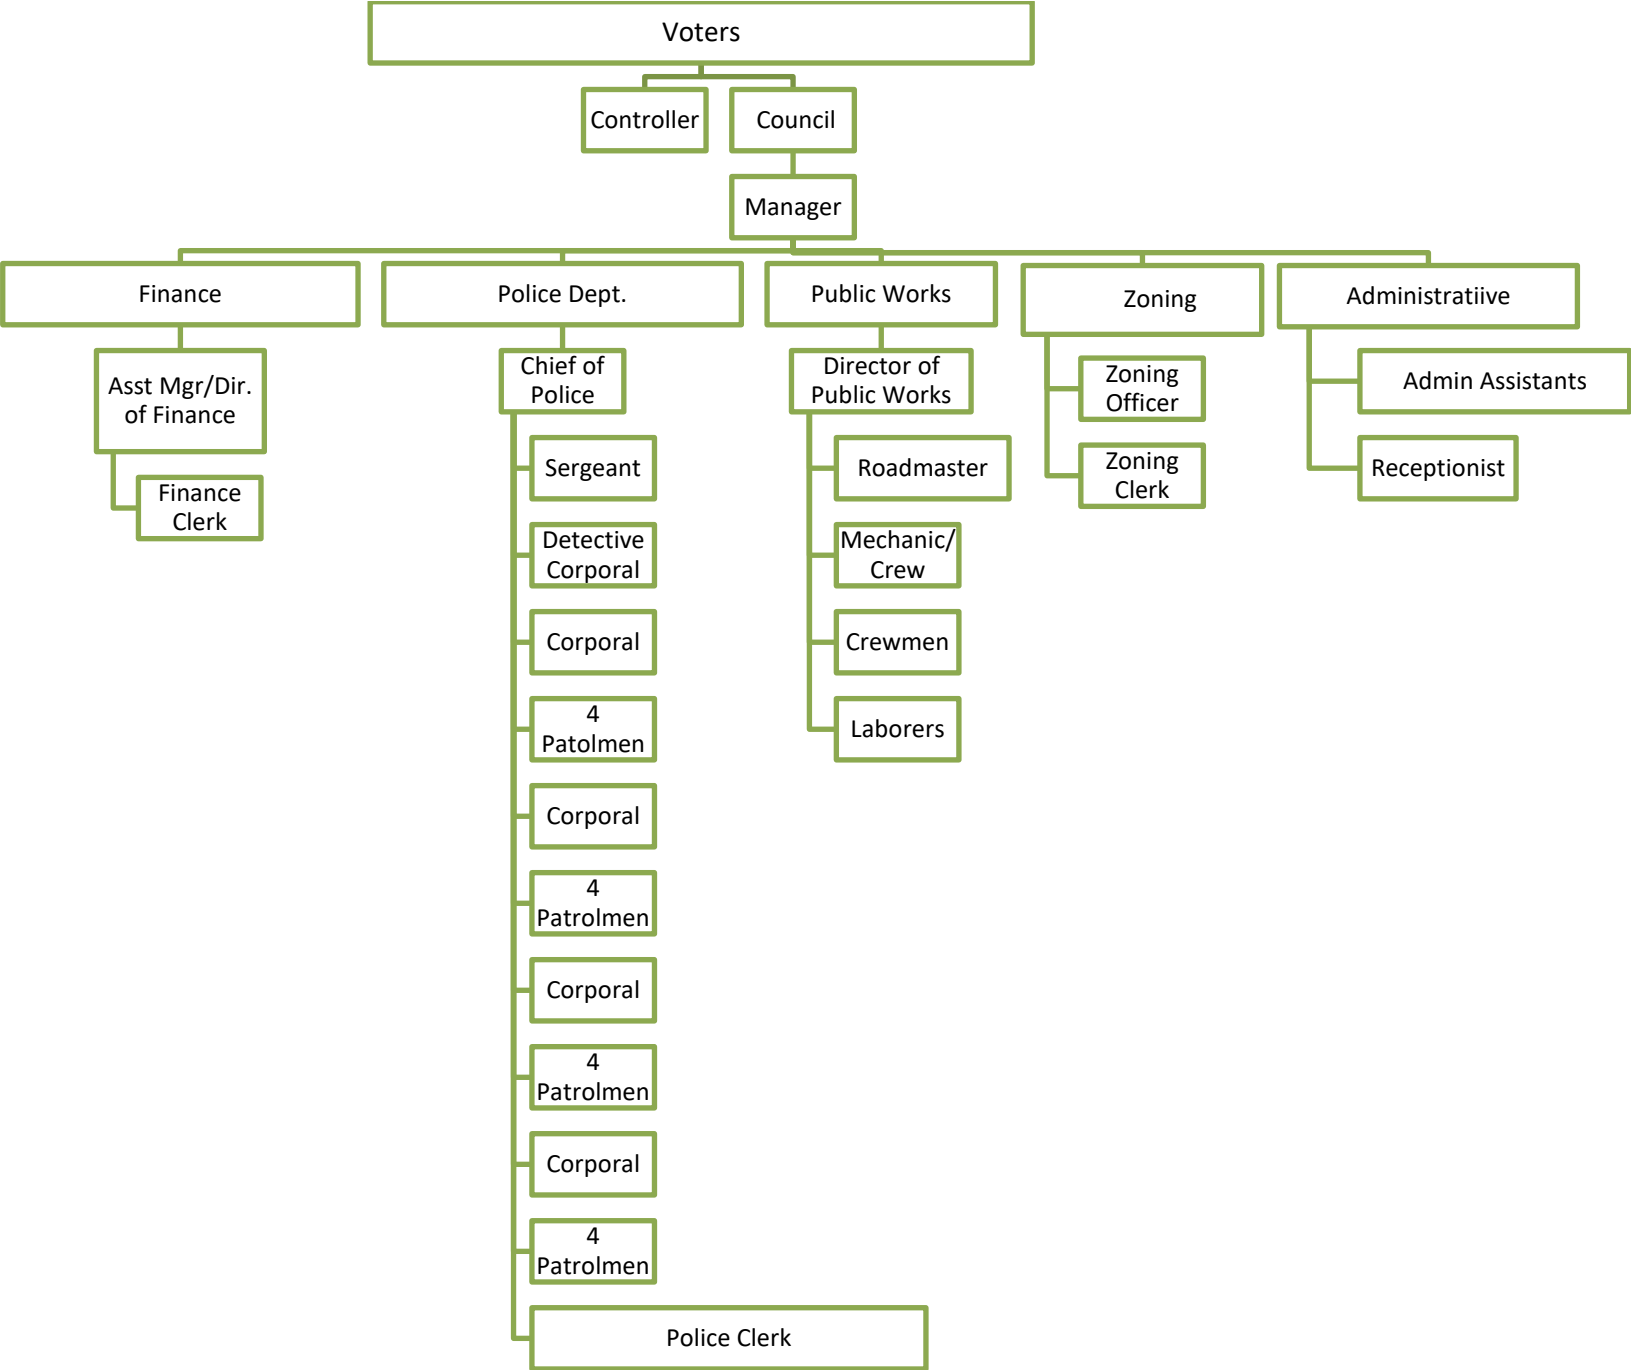 Voters
Controller
Council
Manager
Finance
Police Dept.
Public Works
Zoning
Administratiive
Asst Mgr/Dir.
of Finance
Finance
Clerk
Chief of
Police
Sergeant
Detective
Corporal
Corporal
4
Patolmen
Corporal
4
Patrolmen
Corporal
4
Patrolmen
Corporal
4
Patrolmen
Police Clerk
Director of
Public Works
Roadmaster
Mechanic/
Crew
Crewmen
Laborers
Zoning
Officer
Zoning
Clerk
Admin Assistants
Receptionist